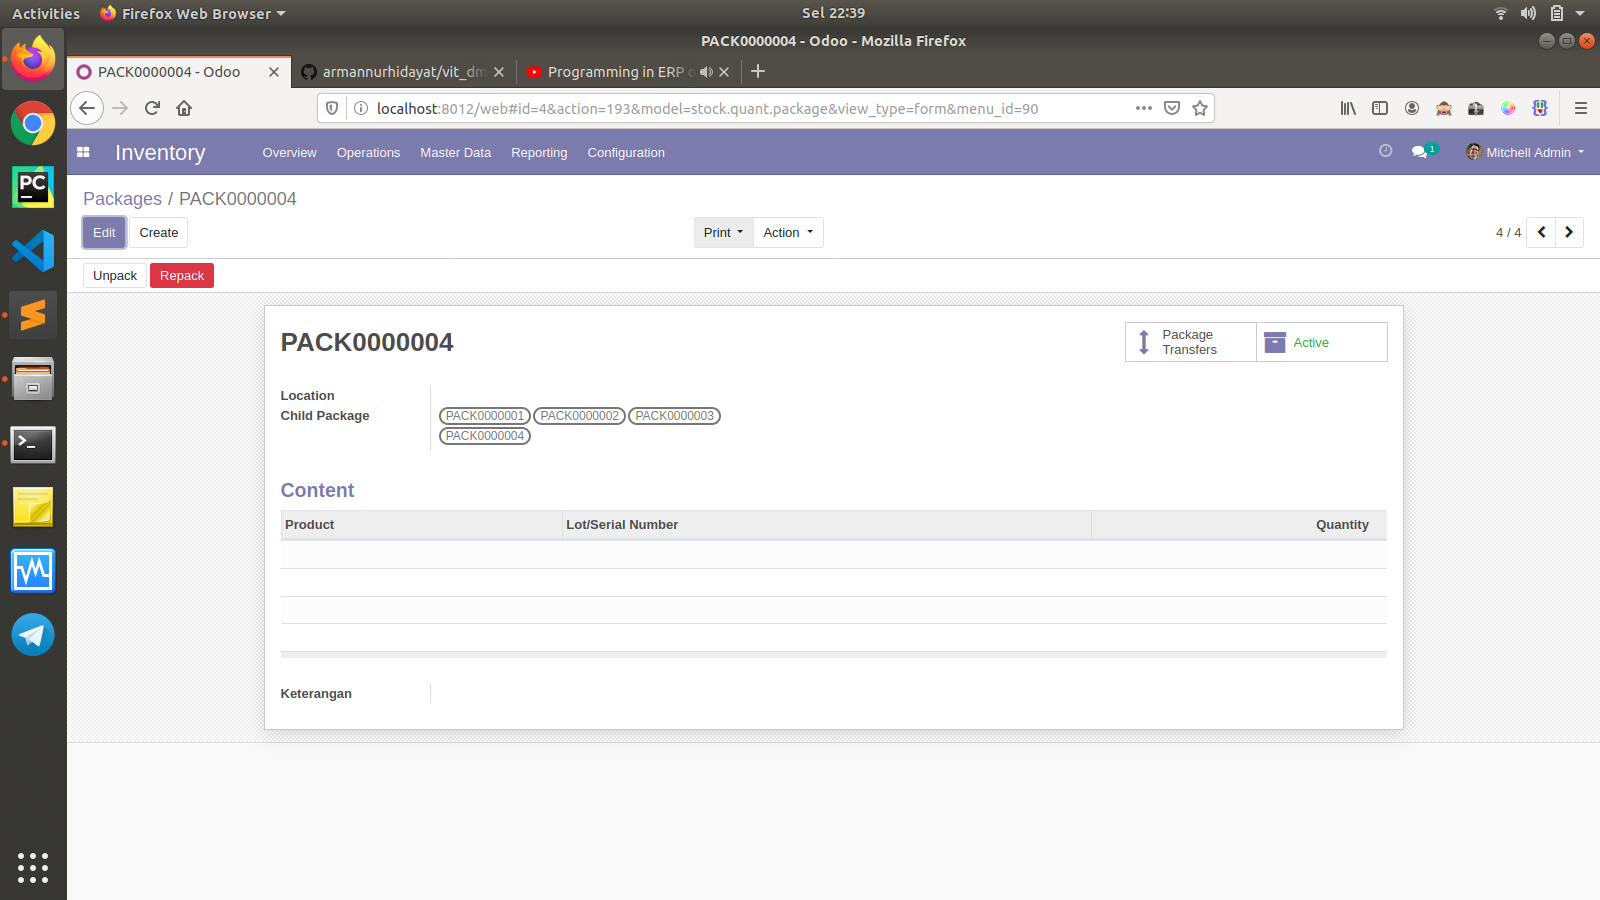 Activities Firefox Web Browser Sel 22:39
PACK0000004 - Odoo - Mozilla Firefox
PACK0000004 - Odoo armannurhidayat/vit_dm Programming in ERP
localhost:8012/web#id=4&action=193&model=stock.quant.package&view_type=form&menu_id=90
Inventory Overview Operations Master Data Reporting Configuration 1 Mitchell Admin
Packages / PACK0000004
Edit Create Print Action 4 / 4
Unpack Repack
PACK0000004
Package Transfers
Active
Location
Child Package PACK0000001 PACK0000002 PACK0000003
PACK0000004
Content
Product Lot/Serial Number Quantity
Keterangan